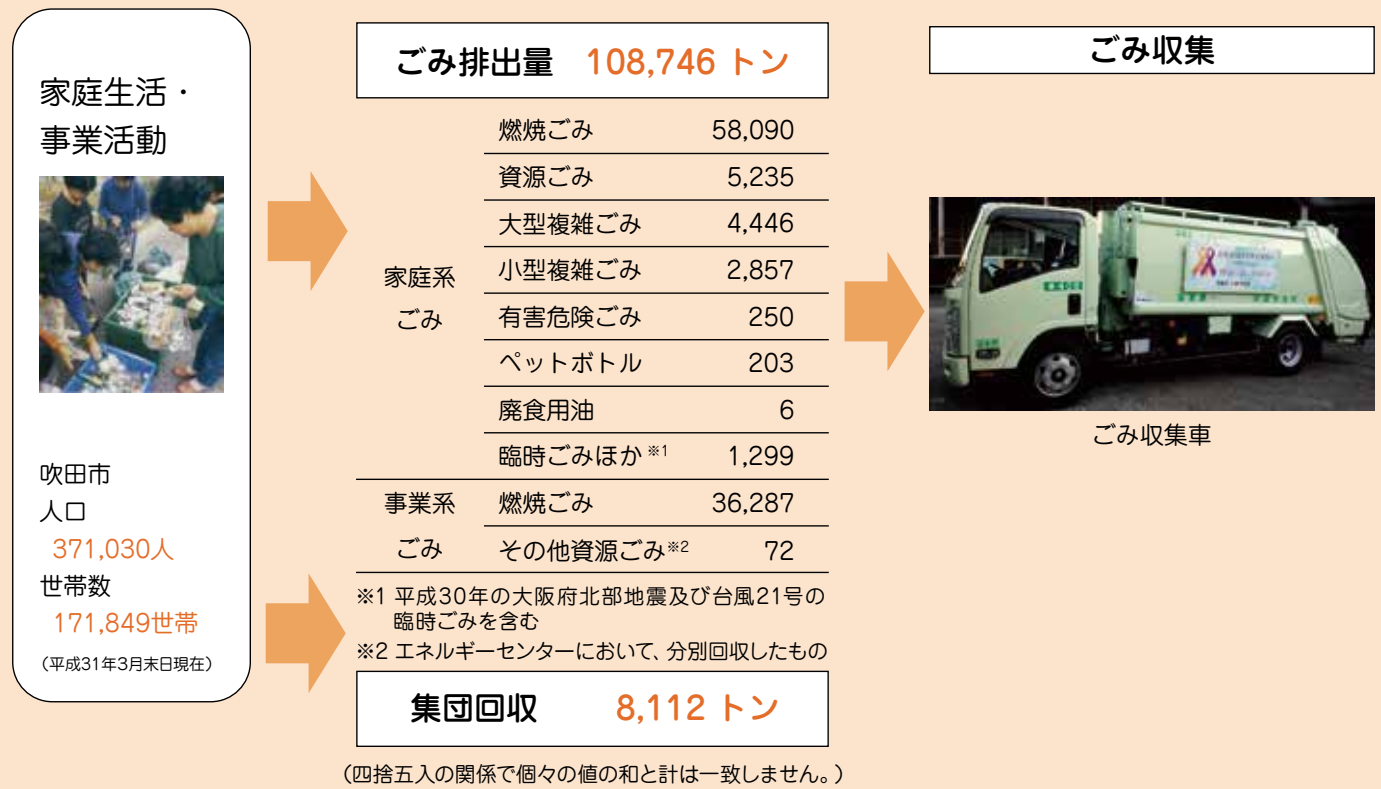 家庭生活・
事業活動
吹田市
人口
371,030人
世帯数
171,849世帯
（平成31年3月末日現在）
ごみ排出量 108,746 トン
家庭系
ごみ
燃焼ごみ 58,090
資源ごみ 5,235
大型複雑ごみ 4,446
小型複雑ごみ 2,857
有害危険ごみ 250
ペットボトル 203
廃食用油 6
臨時ごみほか※1 1,299
事業系
ごみ
燃焼ごみ 36,287
その他資源ごみ※2 72
※1 平成30年の大阪府北部地震及び台風21号の
臨時ごみを含む
※2 エネルギーセンターにおいて、分別回収したもの
集団回収 8,112 トン
（四捨五入の関係で個々の値の和と計は一致しません。）
ごみ収集
ごみ収集車